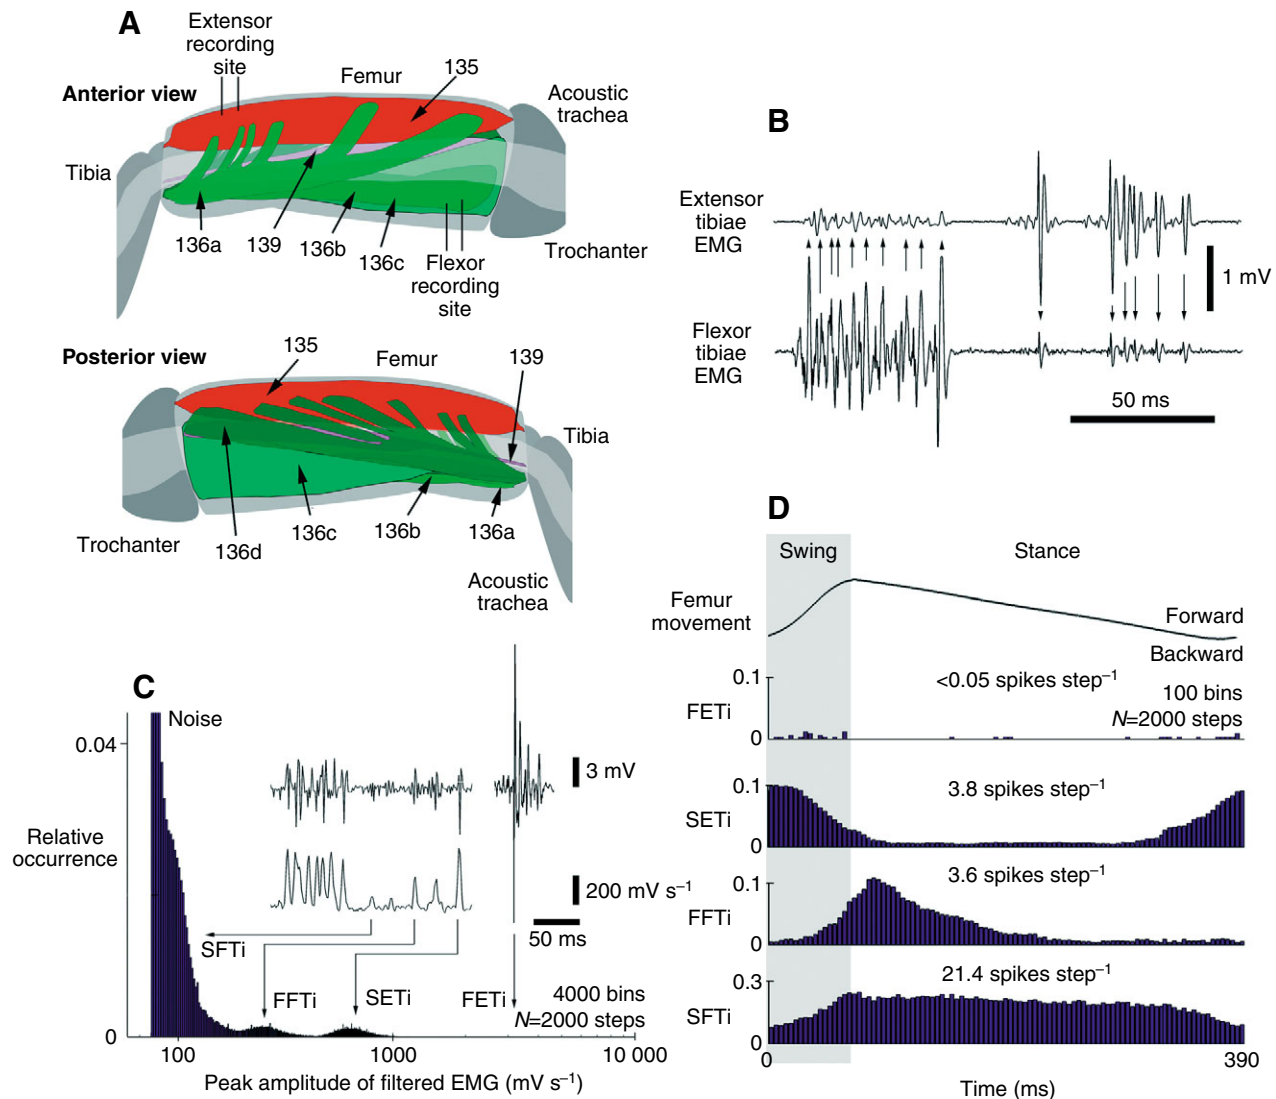 A
Extensor
recording
site
Femur
135
Anterior view
Acoustic
trachea
Tibia
136a
139
136b
136c
Flexor
recording
site
Trochanter
Posterior view
135
Femur
139
Tibia
Trochanter
136d
136c
136b
136a
Acoustic
trachea
B
Extensor
tibiae
EMG
1 mV
Flexor
tibiae
EMG
50 ms
C
Noise
0.04
3 mV
Relative
occurrence
200 mV s⁻¹
50 ms
SFTi
FFTi
SETi
FETi
4000 bins
N=2000 steps
0
100
1000
10 000
Peak amplitude of filtered EMG (mV s⁻¹)
D
Swing
Stance
Femur
movement
Forward
Backward
0.1
<0.05 spikes step⁻¹
100 bins
N=2000 steps
FETi
0
0.1
3.8 spikes step⁻¹
SETi
0
0.1
3.6 spikes step⁻¹
FFTi
0
0.3
21.4 spikes step⁻¹
SFTi
0
0
390
Time (ms)